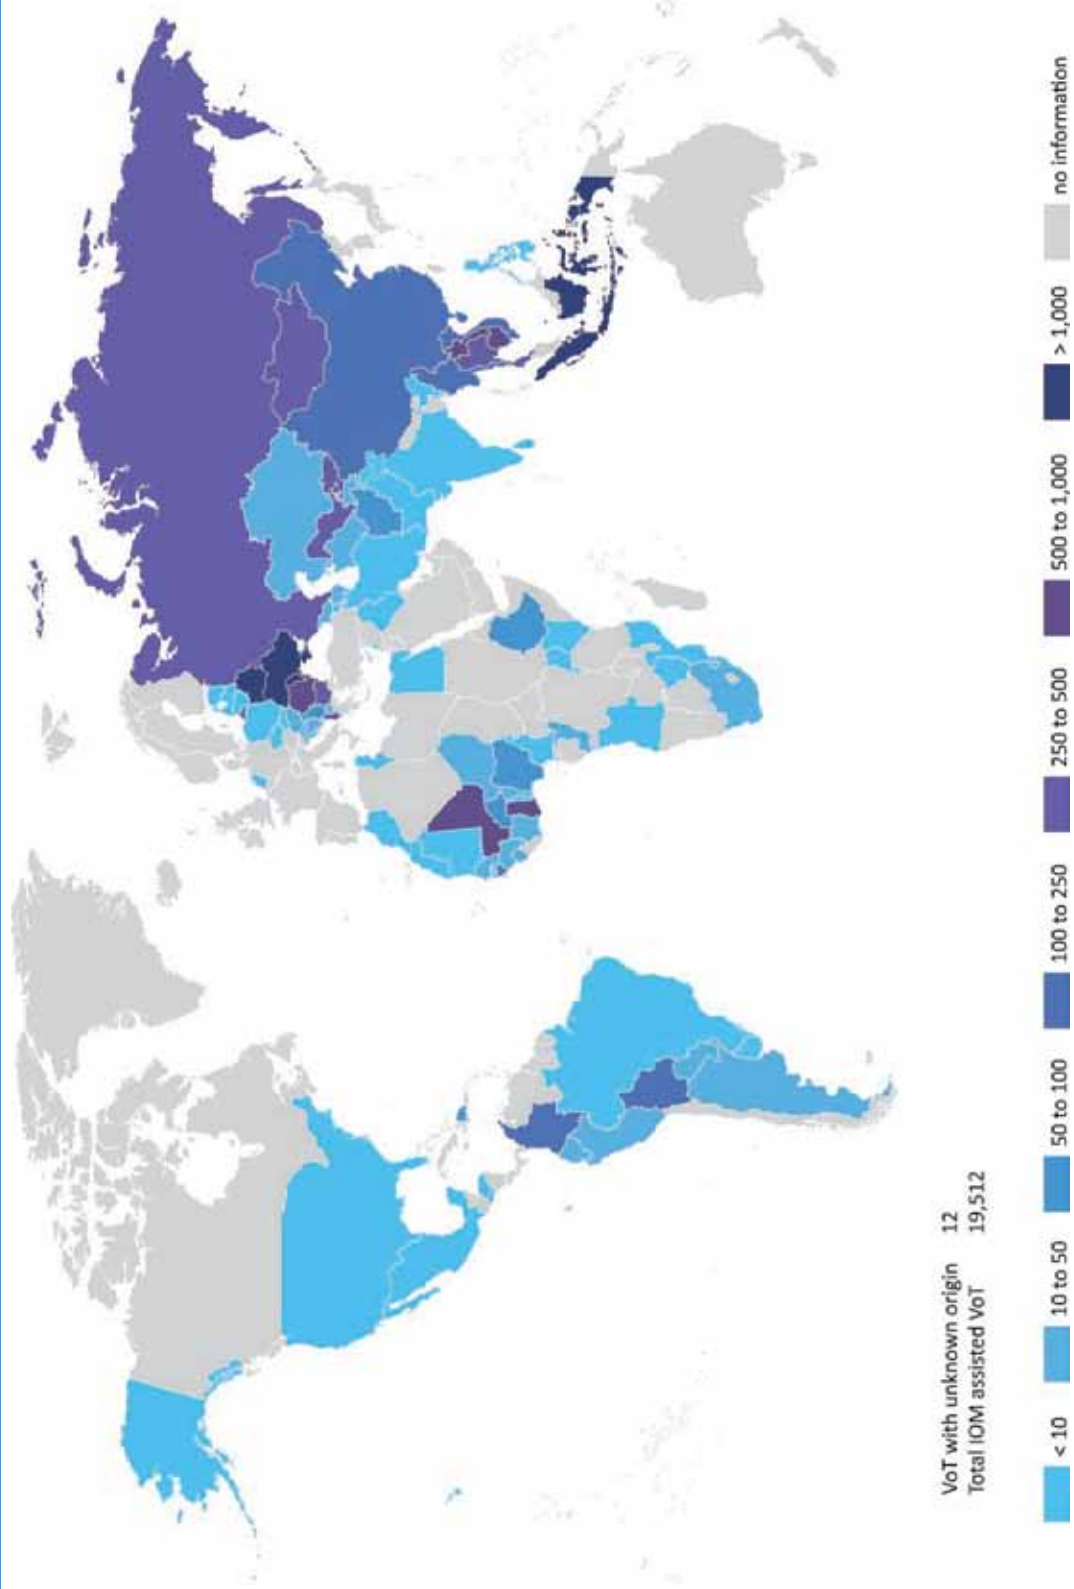 VoT with unknown origin 12
Total IOM assisted VoT 19,512
< 10
10 to 50
50 to 100
100 to 250
250 to 500
500 to 1,000
> 1,000
no information